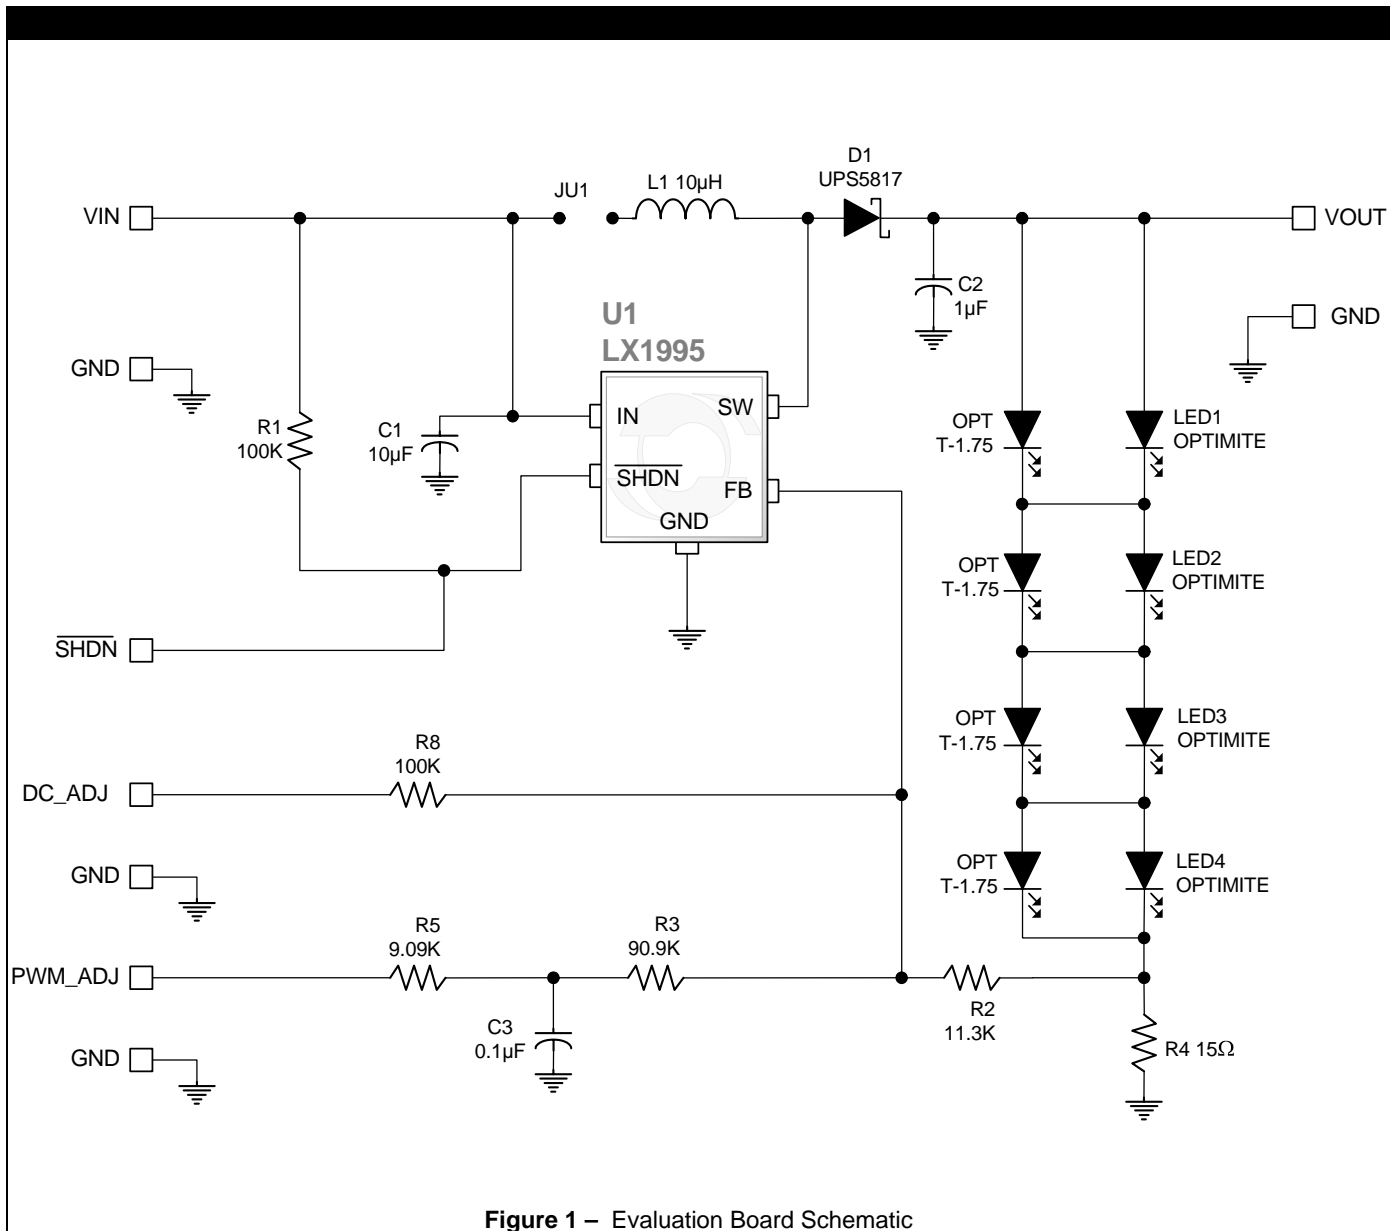 D1
UPS5817
JU1
L1 10µH
VIN
VOUT
C2
1µF
GND
U1
LX1995
GND
IN
SW
SHDN
FB
GND
R1
100K
C1
10µF
OPT
T-1.75
LED1
OPTIMITE
OPT
T-1.75
LED2
OPTIMITE
SHDN
OPT
T-1.75
LED3
OPTIMITE
R8
100K
DC_ADJ
OPT
T-1.75
LED4
OPTIMITE
GND
R5
9.09K
R3
90.9K
PWM_ADJ
R2
11.3K
C3
0.1µF
R4 15Ω
GND
Figure 1 – Evaluation Board Schematic